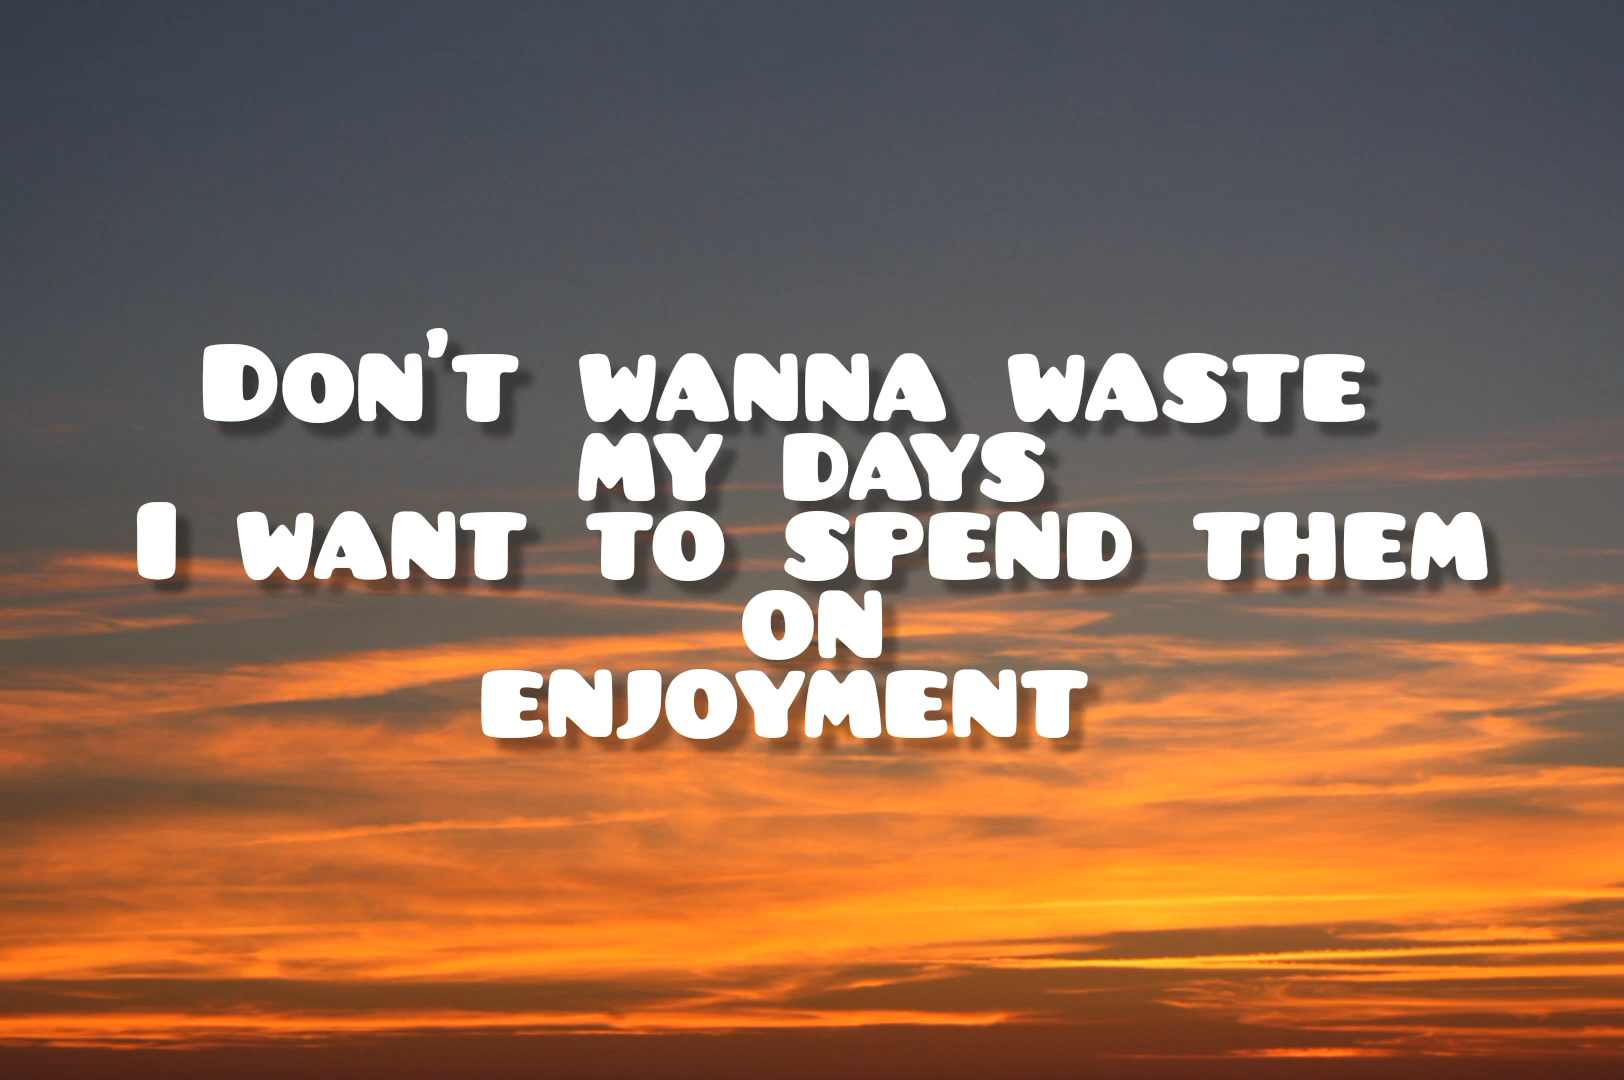 Don't wanna waste
my days
I want to spend them
on
enjoyment